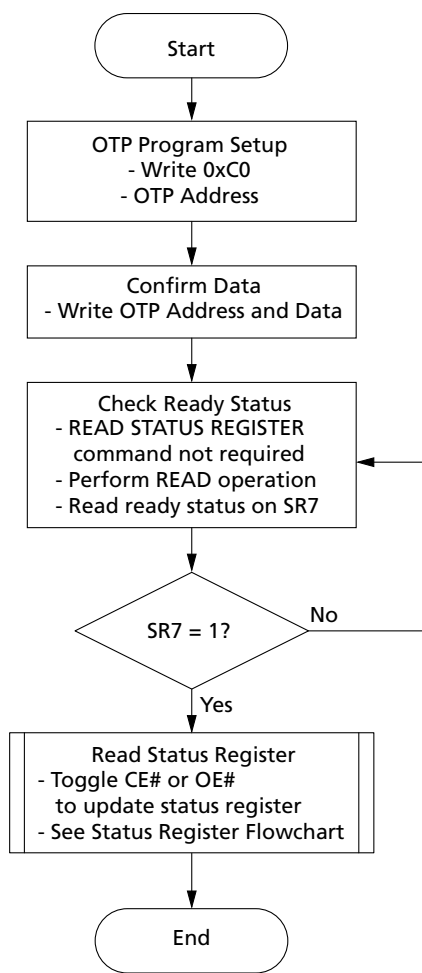 Start
OTP Program Setup
- Write 0xC0
- OTP Address
Confirm Data
- Write OTP Address and Data
Check Ready Status
- READ STATUS REGISTER
command not required
- Perform READ operation
- Read ready status on SR7
SR7 = 1?
No
Yes
Read Status Register
- Toggle CE# or OE#
to update status register
- See Status Register Flowchart
End